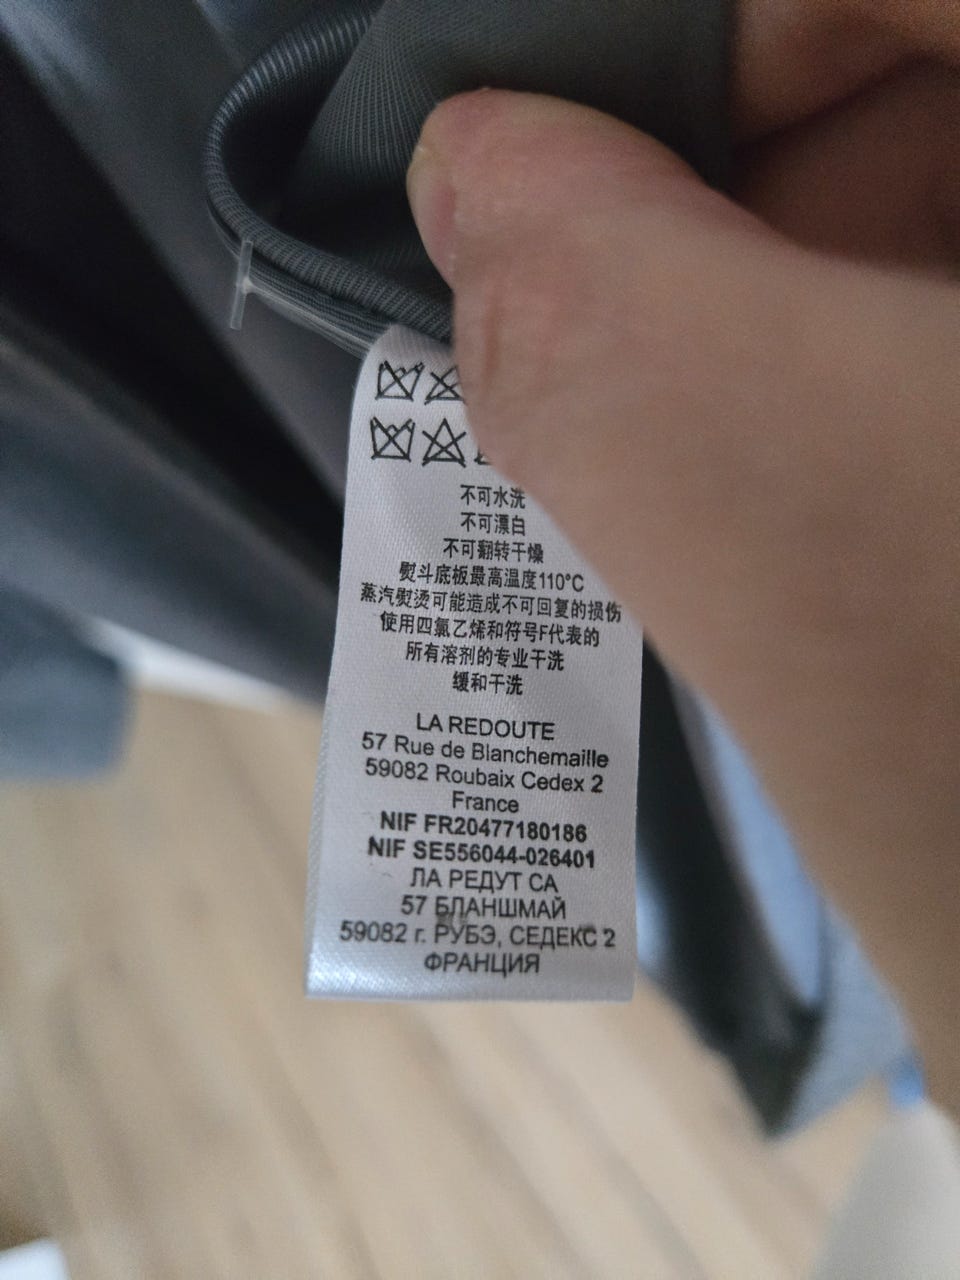 不可水洗
不可漂白
不可翻转干燥
熨斗底板最高温度110°C
蒸汽熨烫可能造成不可回复的损伤
使用四氯乙烯和符号F代表的
所有溶剂的专业干洗
缓和干洗
LA REDOUTE
57 Rue de Blanchemaille
59082 Roubaix Cedex 2
France
NIF FR20477180186
NIF SE556044-026401
ЛА РЕДУТ СА
57 БЛАНШМАЙ
59082 г. РУБЭ, СЕДЕКС 2
ФРАНЦИЯ